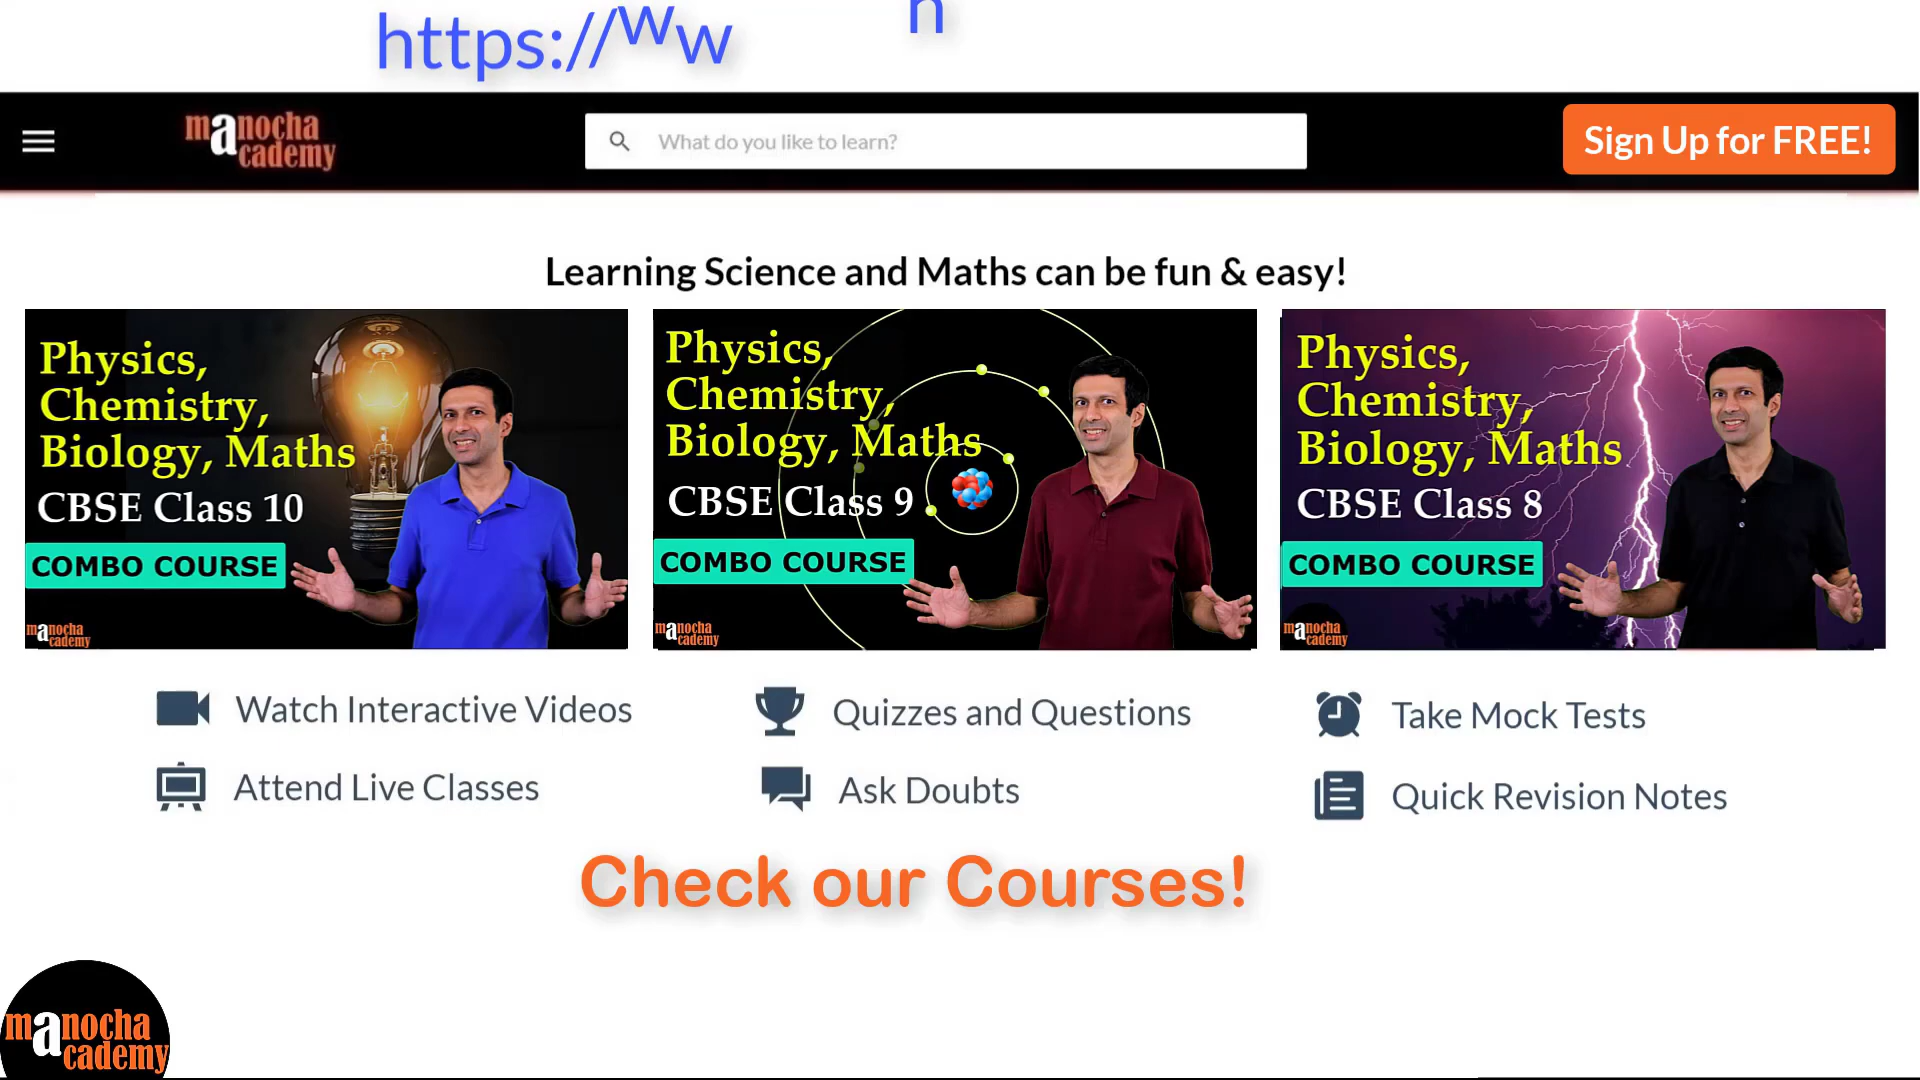 https://ww
h
manocha
academy
What do you like to learn?
Sign Up for FREE!
Learning Science and Maths can be fun & easy!
Physics,
Chemistry,
Biology, Maths
CBSE Class 10
COMBO COURSE
manocha
academy
Physics,
Chemistry,
Biology, Maths
CBSE Class 9
COMBO COURSE
manocha
academy
Physics,
Chemistry,
Biology, Maths
CBSE Class 8
COMBO COURSE
manocha
academy
Watch Interactive Videos
Quizzes and Questions
Take Mock Tests
Attend Live Classes
Ask Doubts
Quick Revision Notes
Check our Courses!
manocha
academy